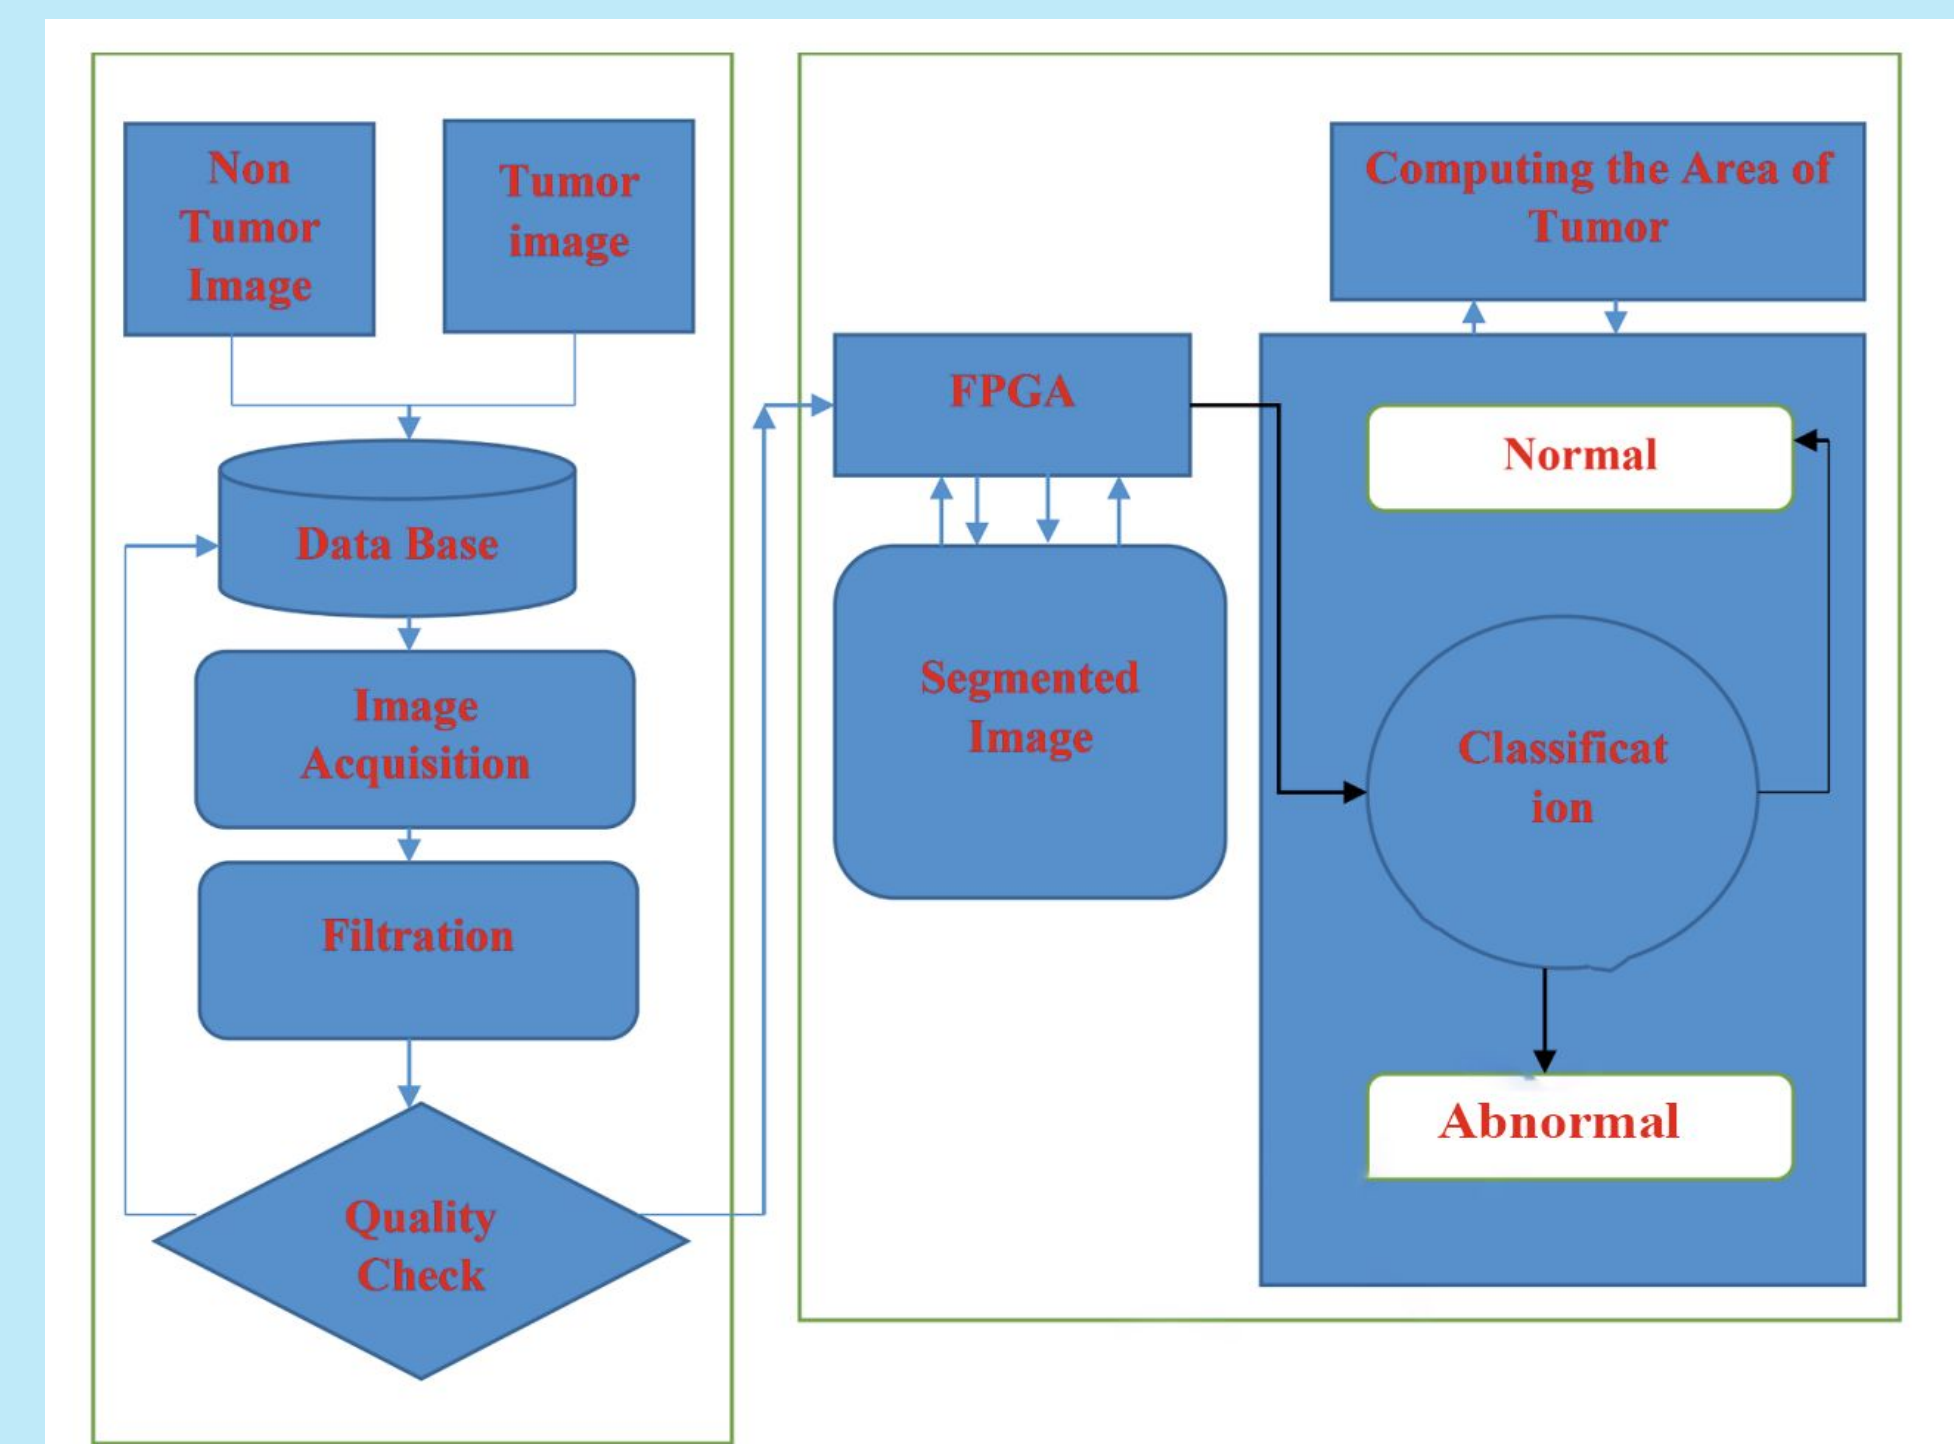 Non
Tumor
Image
Tumor
image
Data Base
Image
Acquisition
Filtration
Quality
Check
FPGA
Segmented
Image
Computing the Area of
Tumor
Normal
Classificat
ion
Abnormal